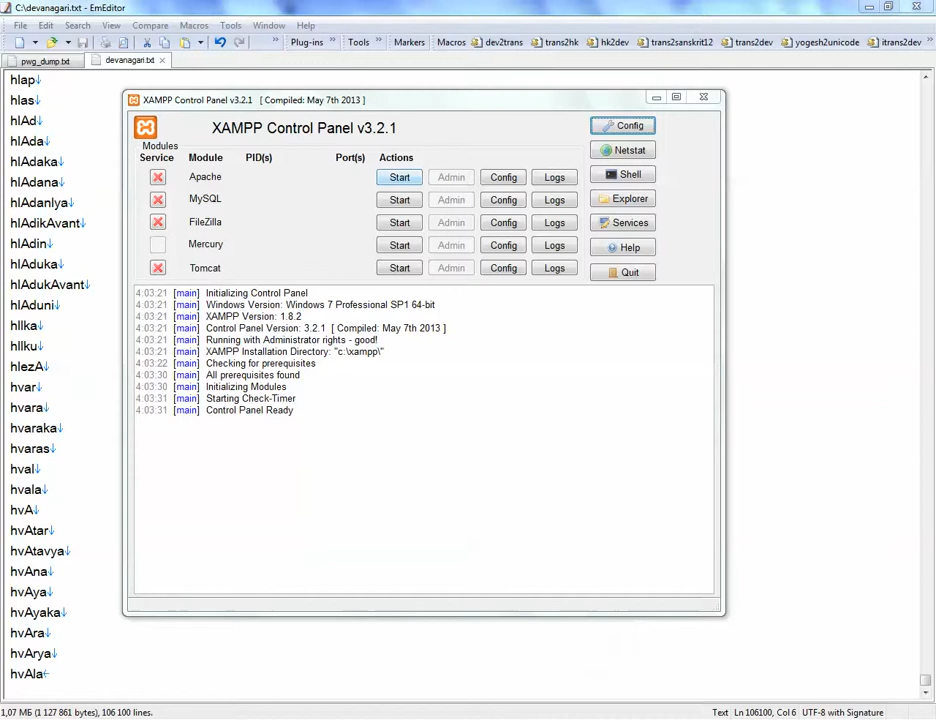 C:\devanagari.txt - EmEditor
File Edit Search View Compare Macros Tools Window Help
» Plug-ins » Tools » Markers Macros dev2trans trans2hk hk2dev trans2sanskrit12 trans2dev yogesh2unicode itrans2dev »
pwg_dump.txt devanagari.txt ×
hlap↓
hlas↓
hlAd↓
hlAda↓
hlAdaka↓
hlAdana↓
hlAdanIya↓
hlAdikAvant↓
hlAdin↓
hlAduka↓
hlAdukAvant↓
hlAduni↓
hlIka↓
hlIku↓
hlezA↓
hvar↓
hvara↓
hvaraka↓
hvaras↓
hval↓
hvala↓
hvA↓
hvAtar↓
hvAtavya↓
hvAna↓
hvAya↓
hvAyaka↓
hvAra↓
hvArya↓
hvAla←
XAMPP Control Panel v3.2.1 [ Compiled: May 7th 2013 ]
XAMPP Control Panel v3.2.1
Config
Netstat
Shell
Explorer
Services
Help
Quit
Modules
Service Module PID(s) Port(s) Actions
Apache Start Admin Config Logs
MySQL Start Admin Config Logs
FileZilla Start Admin Config Logs
Mercury Start Admin Config Logs
Tomcat Start Admin Config Logs
4:03:21 [main] Initializing Control Panel
4:03:21 [main] Windows Version: Windows 7 Professional SP1 64-bit
4:03:21 [main] XAMPP Version: 1.8.2
4:03:21 [main] Control Panel Version: 3.2.1 [ Compiled: May 7th 2013 ]
4:03:21 [main] Running with Administrator rights - good!
4:03:21 [main] XAMPP Installation Directory: "c:\xampp\"
4:03:22 [main] Checking for prerequisites
4:03:30 [main] All prerequisites found
4:03:30 [main] Initializing Modules
4:03:31 [main] Starting Check-Timer
4:03:31 [main] Control Panel Ready
1,07 МБ (1 127 861 bytes), 106 100 lines. Text Ln 106100, Col 6 UTF-8 with Signature